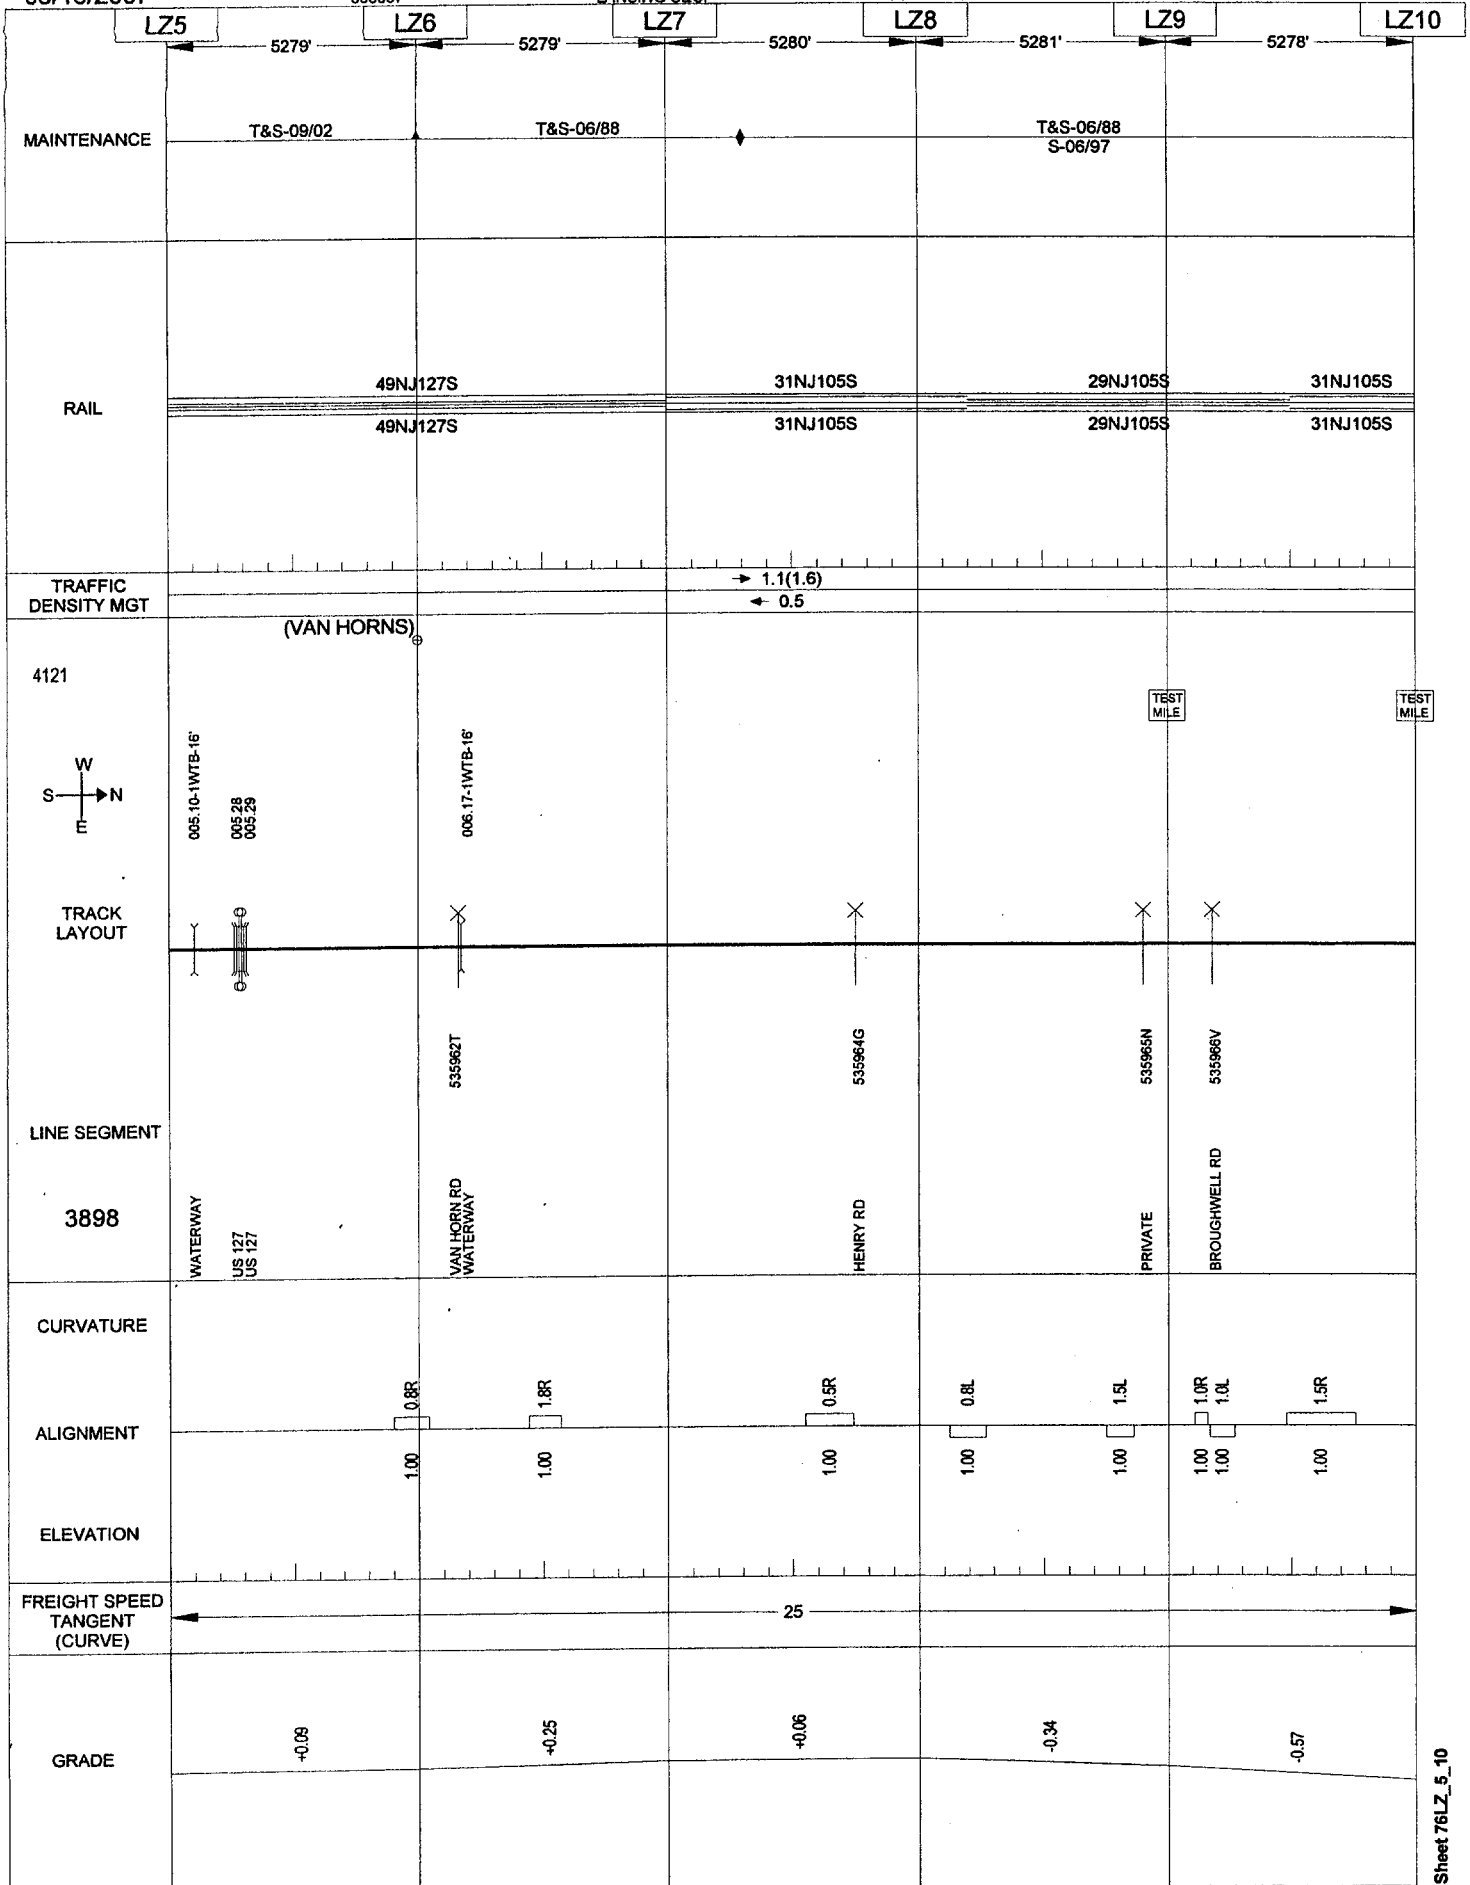 LZ5 LZ6 LZ7 LZ8 LZ9 LZ10
5279' 5279' 5280' 5281' 5278'
MAINTENANCE
T&S-09/02 T&S-06/88 T&S-06/88
S-06/97
RAIL
49NJ127S 31NJ105S 29NJ105S 31NJ105S
49NJ127S 31NJ105S 29NJ105S 31NJ105S
TRAFFIC
DENSITY MGT
1.1(1.6)
0.5
(VAN HORNS)
4121
TEST
MILE
TEST
MILE
W
S N
E
005.10-1WTB-16'
005.28
005.29
006.17-1WTB-16'
TRACK
LAYOUT
535962T
535964G
535965N
535966V
LINE SEGMENT
3898
WATERWAY
US 127
US 127
VAN HORN RD
WATERWAY
HENRY RD
PRIVATE
BROUGHWELL RD
CURVATURE
0.8R 1.8R 0.5R 0.8L 1.5L 1.0R 1.0L 1.5R
ALIGNMENT
1.00 1.00 1.00 1.00 1.00 1.00 1.00 1.00
ELEVATION
FREIGHT SPEED
TANGENT
(CURVE)
25
GRADE
+0.09 +0.25 +0.06 -0.34 -0.57
Sheet 76LZ_5_10